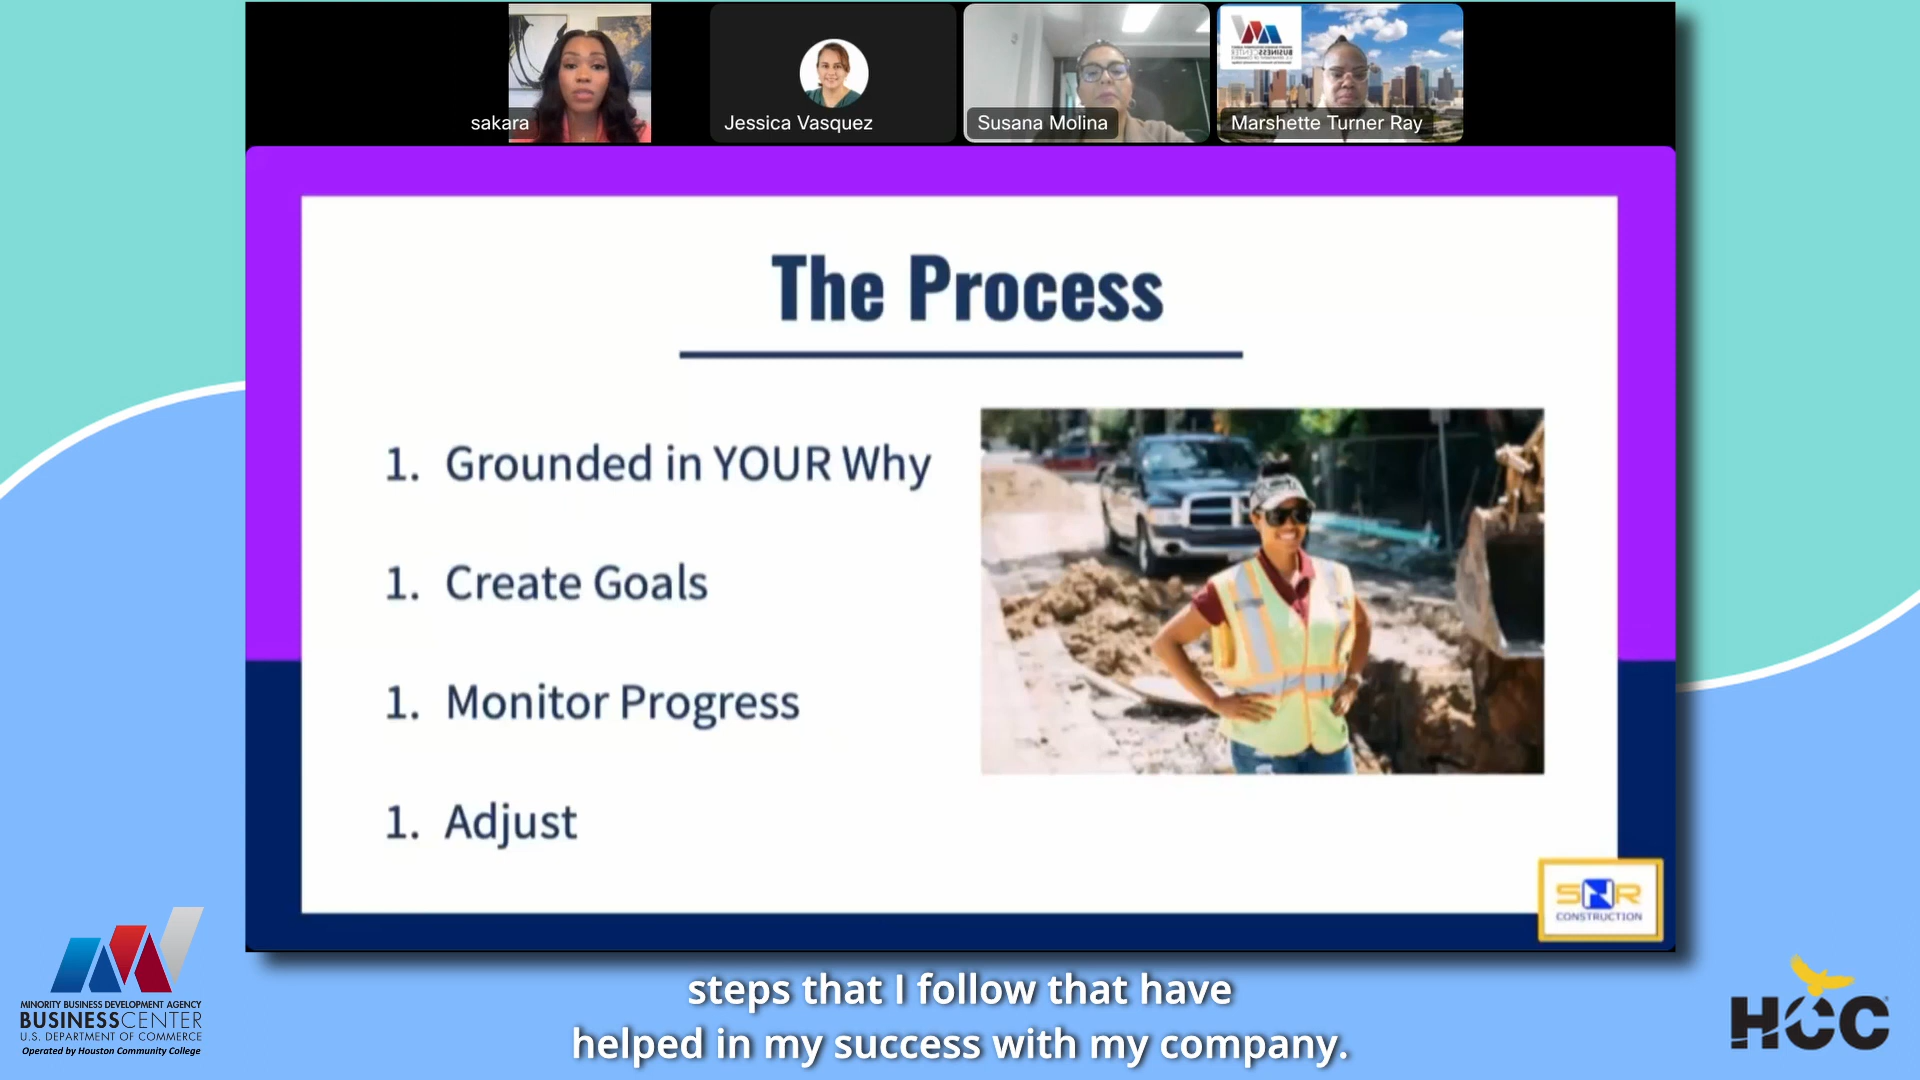 sakara
Jessica Vasquez
Susana Molina
Marshette Turner Ray
The Process
1. Grounded in YOUR Why
1. Create Goals
1. Monitor Progress
1. Adjust
SNR
CONSTRUCTION
steps that I follow that have
helped in my success with my company.
MINORITY BUSINESS DEVELOPMENT AGENCY
BUSINESSCENTER
U.S. DEPARTMENT OF COMMERCE
Operated by Houston Community College
HCC